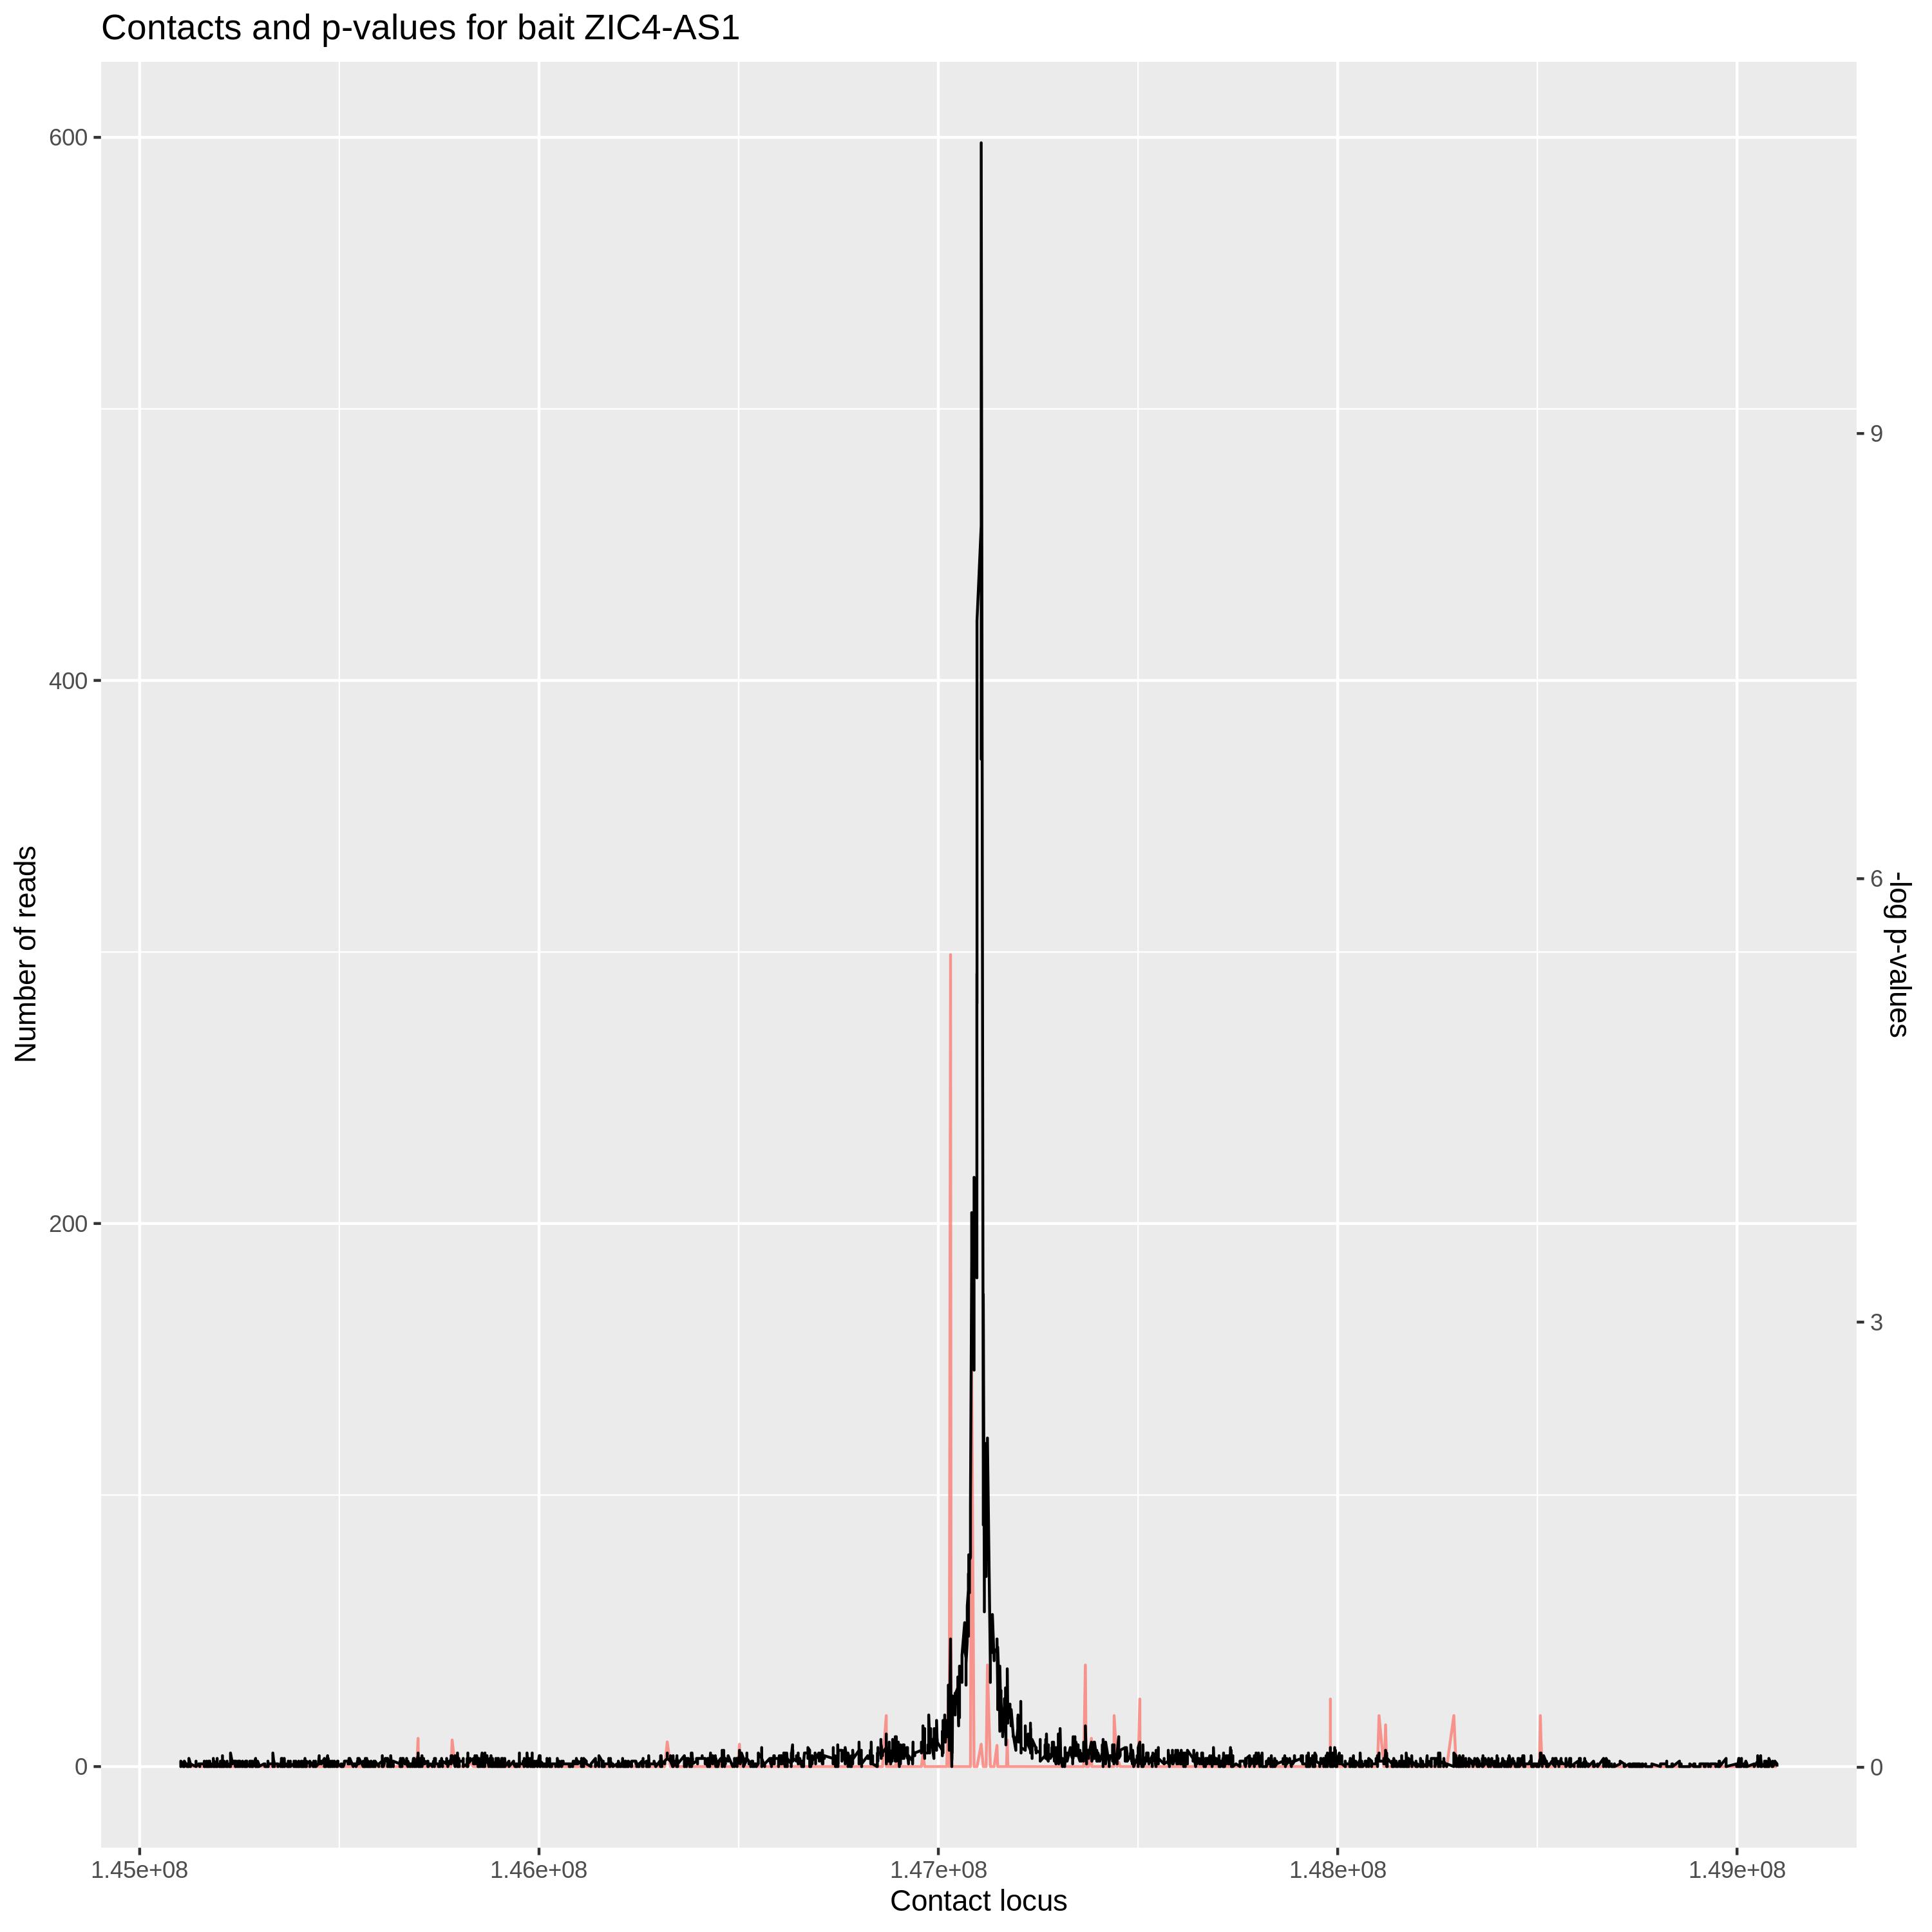 Contacts and p-values for bait ZIC4-AS1
600
400
200
0
Number of reads
9
6
3
0
-log p-values
1.45e+08
1.46e+08
1.47e+08
1.48e+08
1.49e+08
Contact locus